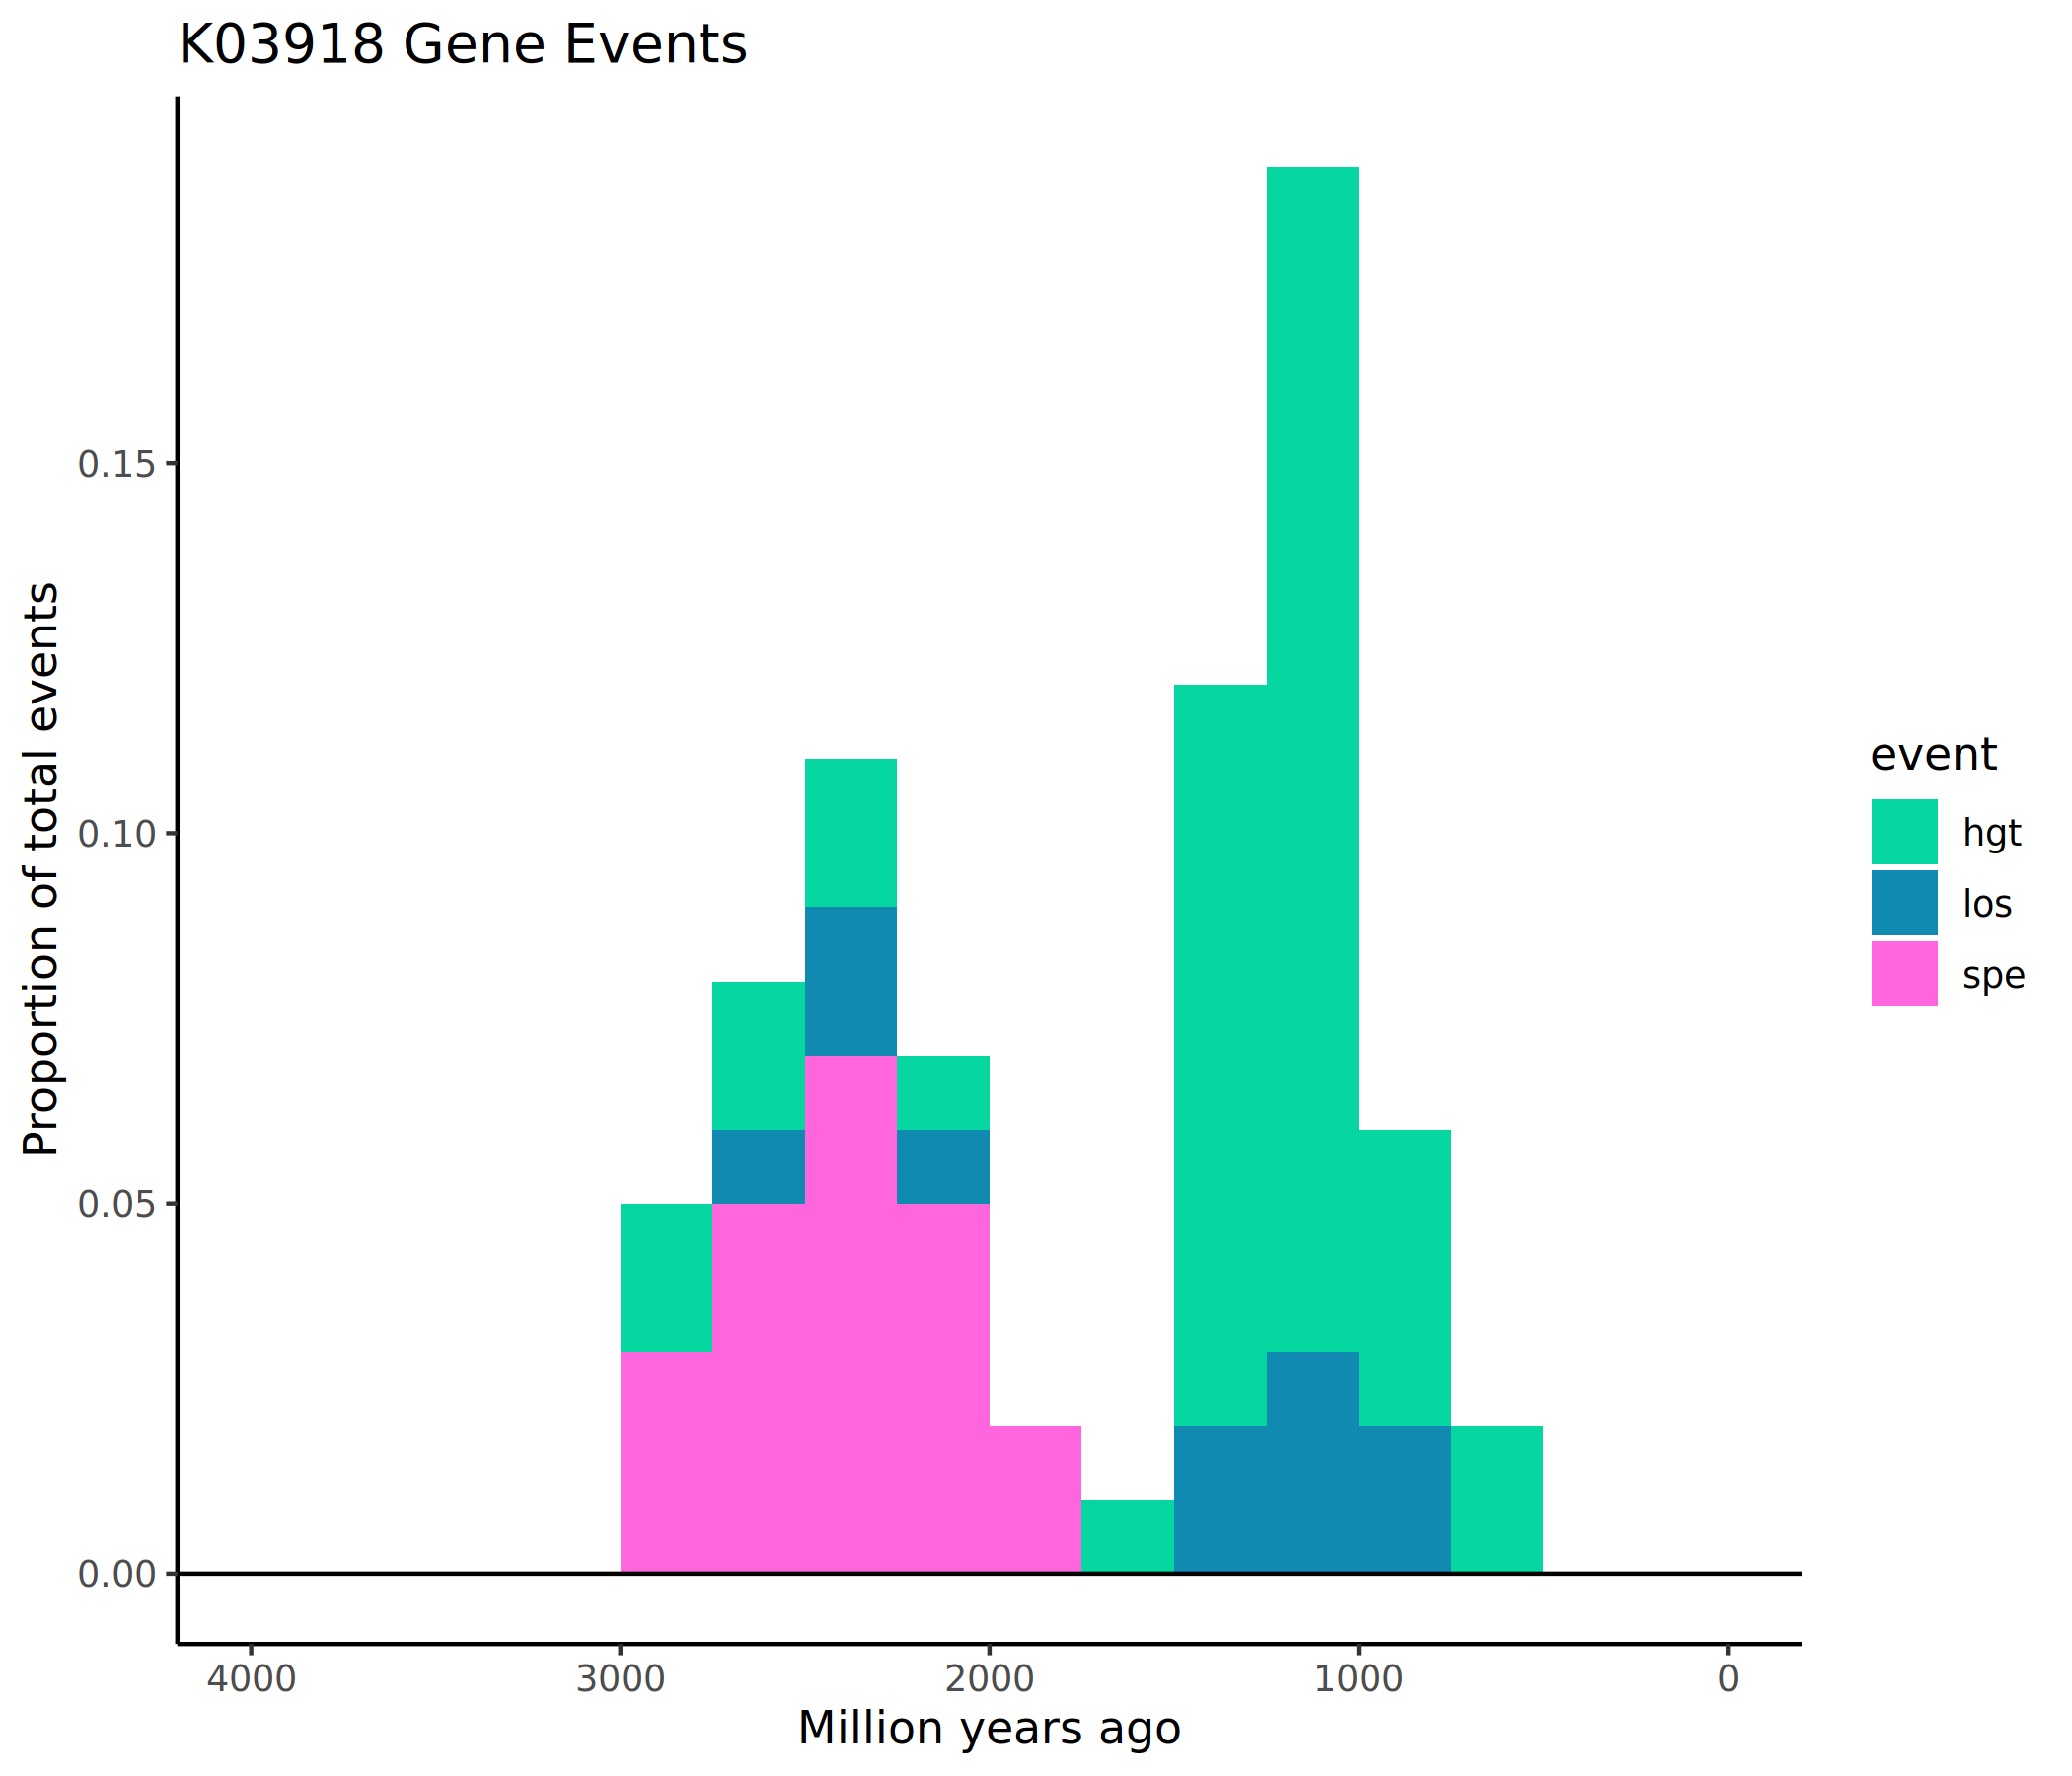 K03918 Gene Events
Proportion of total events
0.15
0.10
0.05
0.00
4000
3000
2000
1000
0
Million years ago
event
hgt
los
spe